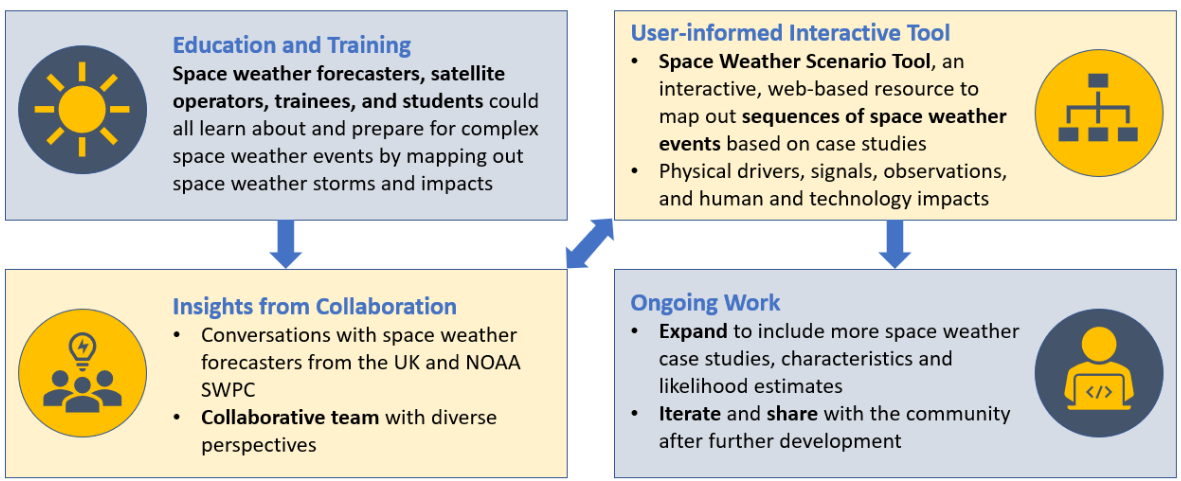 Education and Training
Space weather forecasters, satellite
operators, trainees, and students could
all learn about and prepare for complex
space weather events by mapping out
space weather storms and impacts
User-informed Interactive Tool
• Space Weather Scenario Tool, an
interactive, web-based resource to
map out sequences of space weather
events based on case studies
• Physical drivers, signals, observations,
and human and technology impacts
Insights from Collaboration
• Conversations with space weather
forecasters from the UK and NOAA
SWPC
• Collaborative team with diverse
perspectives
Ongoing Work
• Expand to include more space weather
case studies, characteristics and
likelihood estimates
• Iterate and share with the community
after further development
</>